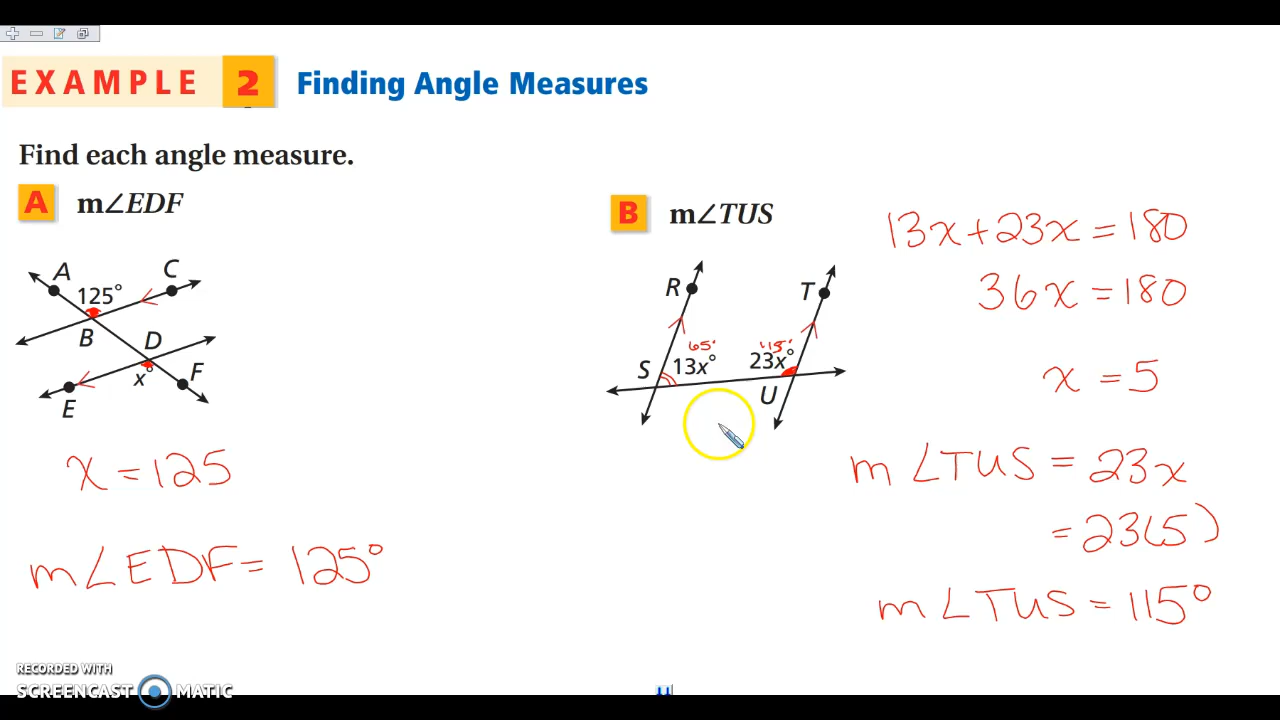 EXAMPLE 2 Finding Angle Measures
Find each angle measure.
A m∠EDF
A
C
125°
B
D
x°
F
E
x = 125
m∠EDF = 125°
B m∠TUS
R
T
65°
115°
S
13x°
23x°
U
13x + 23x = 180
36x = 180
x = 5
m∠TUS = 23x
= 23(5)
m∠TUS = 115°
RECORDED WITH
SCREENCAST MATIC